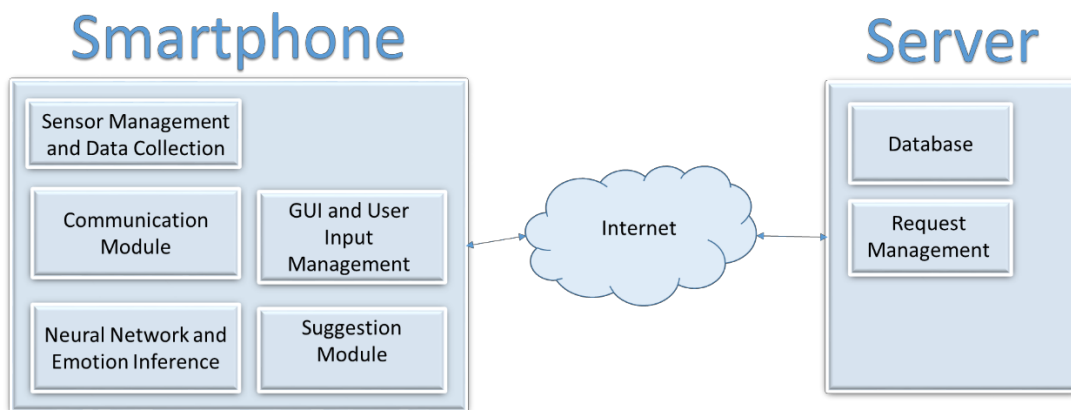 Smartphone
Server
Sensor Management
and Data Collection
Communication
Module
GUI and User
Input
Management
Neural Network and
Emotion Inference
Suggestion
Module
Internet
Database
Request
Management